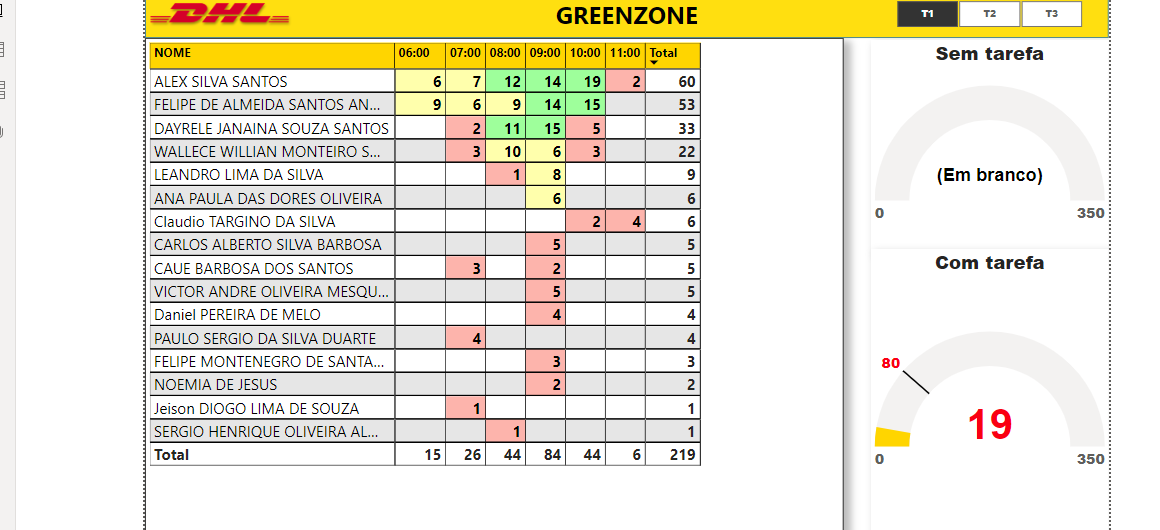 DHL GREENZONE T1 T2 T3
NOME 06:00 07:00 08:00 09:00 10:00 11:00 Total
ALEX SILVA SANTOS 6 7 12 14 19 2 60
FELIPE DE ALMEIDA SANTOS AN... 9 6 9 14 15 53
DAYRELE JANAINA SOUZA SANTOS 2 11 15 5 33
WALLECE WILLIAN MONTEIRO S... 3 10 6 3 22
LEANDRO LIMA DA SILVA 1 8 9
ANA PAULA DAS DORES OLIVEIRA 6 6
Claudio TARGINO DA SILVA 2 4 6
CARLOS ALBERTO SILVA BARBOSA 5 5
CAUE BARBOSA DOS SANTOS 3 2 5
VICTOR ANDRE OLIVEIRA MESQU... 5 5
Daniel PEREIRA DE MELO 4 4
PAULO SERGIO DA SILVA DUARTE 4 4
FELIPE MONTENEGRO DE SANTA... 3 3
NOEMIA DE JESUS 2 2
Jeison DIOGO LIMA DE SOUZA 1 1
SERGIO HENRIQUE OLIVEIRA AL... 1 1
Total 15 26 44 84 44 6 219
Sem tarefa
(Em branco)
0 350
Com tarefa
80
19
0 350